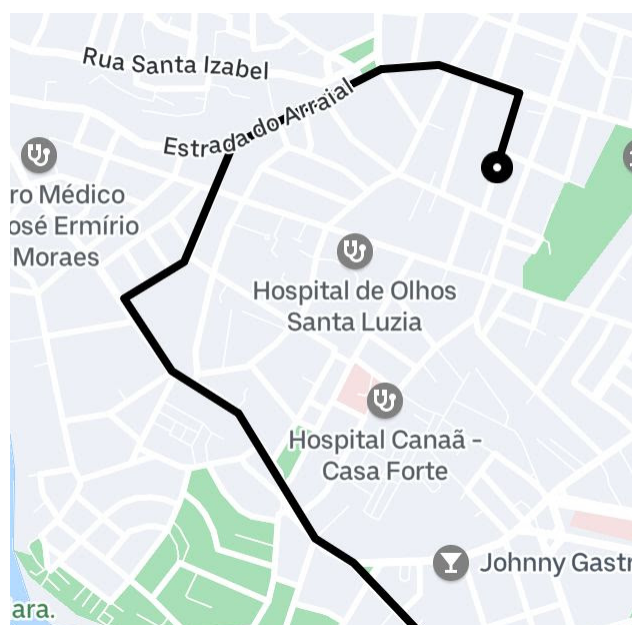 Rua Santa Izabel
Estrada do Arraial
ro Médico
osé Ermírio
Moraes
Hospital de Olhos
Santa Luzia
Hospital Canaã -
Casa Forte
Johnny Gastr
ara.